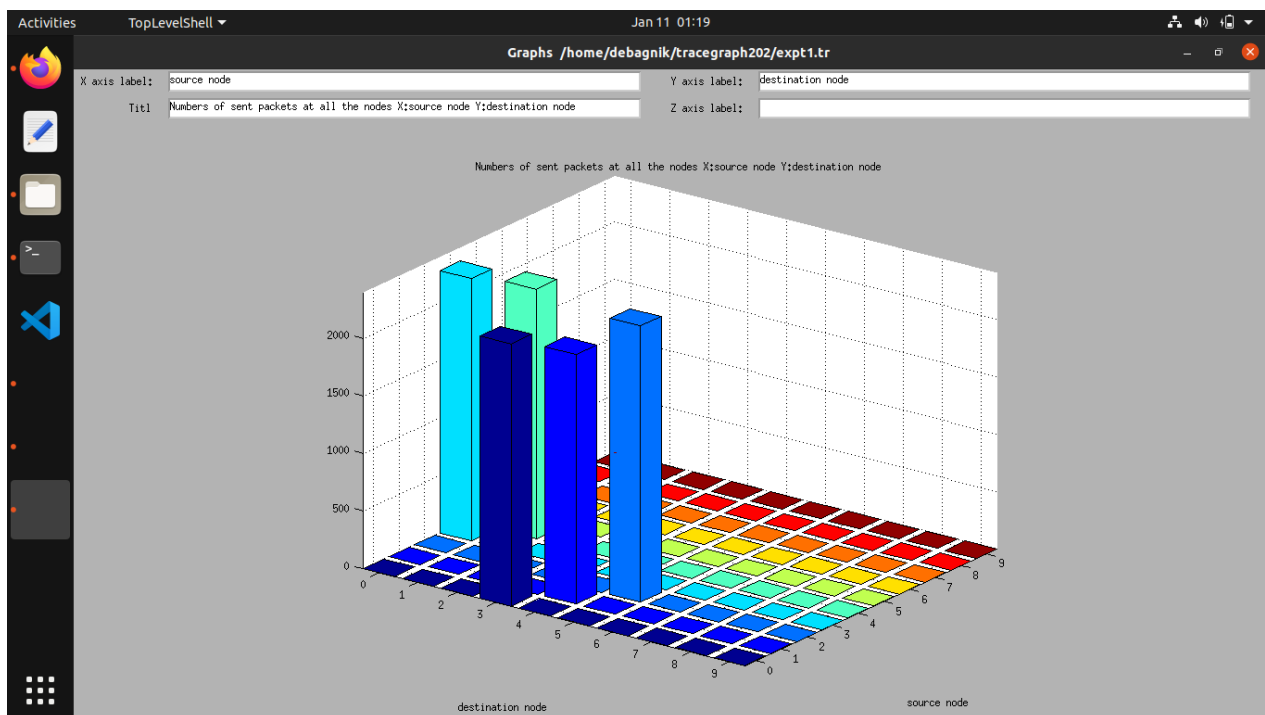 Activities TopLevelShell Jan 11 01:19
Graphs /home/debagnik/tracegraph202/expt1.tr
X axis label: source node Y axis label: destination node
Titl Numbers of sent packets at all the nodes X:source node Y:destination node Z axis label:
Numbers of sent packets at all the nodes X:source node Y:destination node
2000
1500
1000
500
0
0 1 2 3 4 5 6 7 8 9
0 1 2 3 4 5 6 7 8 9
destination node source node
>_